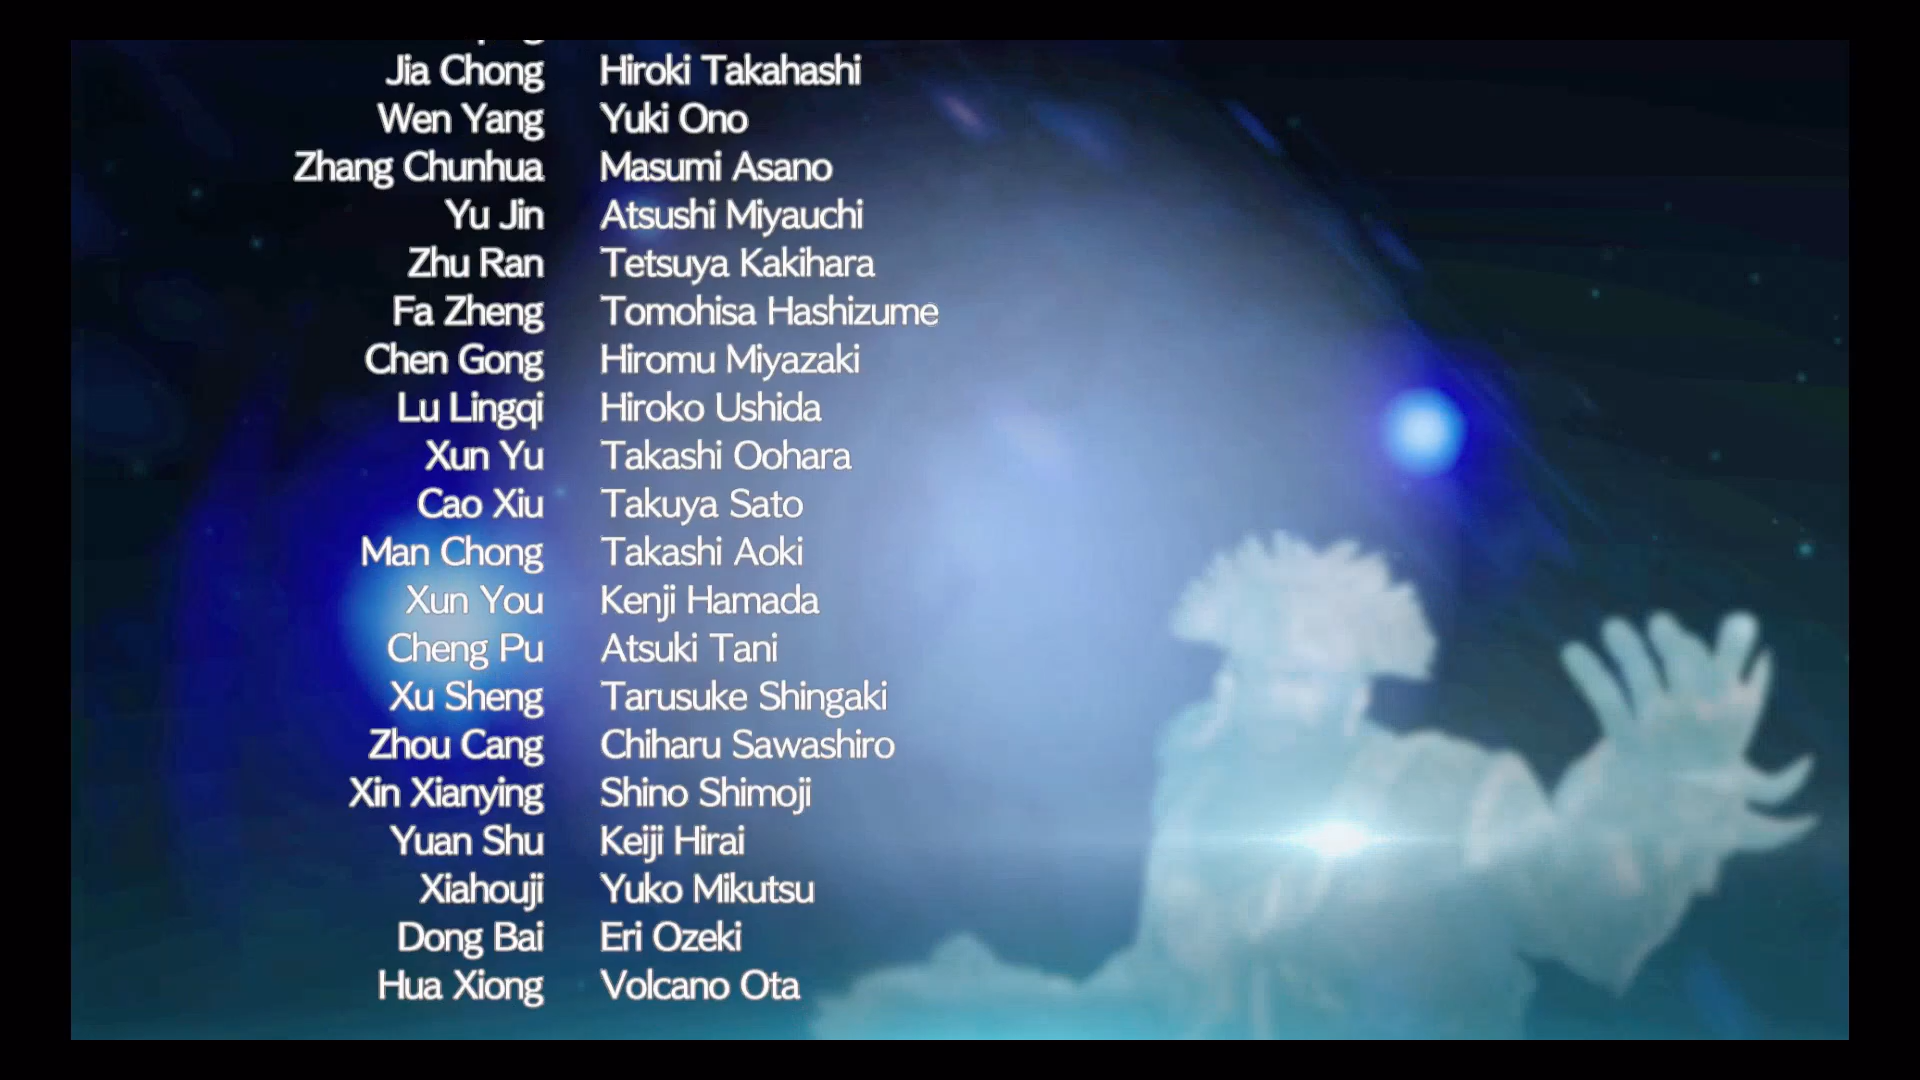 Jia Chong Hiroki Takahashi
Wen Yang Yuki Ono
Zhang Chunhua Masumi Asano
Yu Jin Atsushi Miyauchi
Zhu Ran Tetsuya Kakihara
Fa Zheng Tomohisa Hashizume
Chen Gong Hiromu Miyazaki
Lu Lingqi Hiroko Ushida
Xun Yu Takashi Oohara
Cao Xiu Takuya Sato
Man Chong Takashi Aoki
Xun You Kenji Hamada
Cheng Pu Atsuki Tani
Xu Sheng Tarusuke Shingaki
Zhou Cang Chiharu Sawashiro
Xin Xianying Shino Shimoji
Yuan Shu Keiji Hirai
Xiahouji Yuko Mikutsu
Dong Bai Eri Ozeki
Hua Xiong Volcano Ota